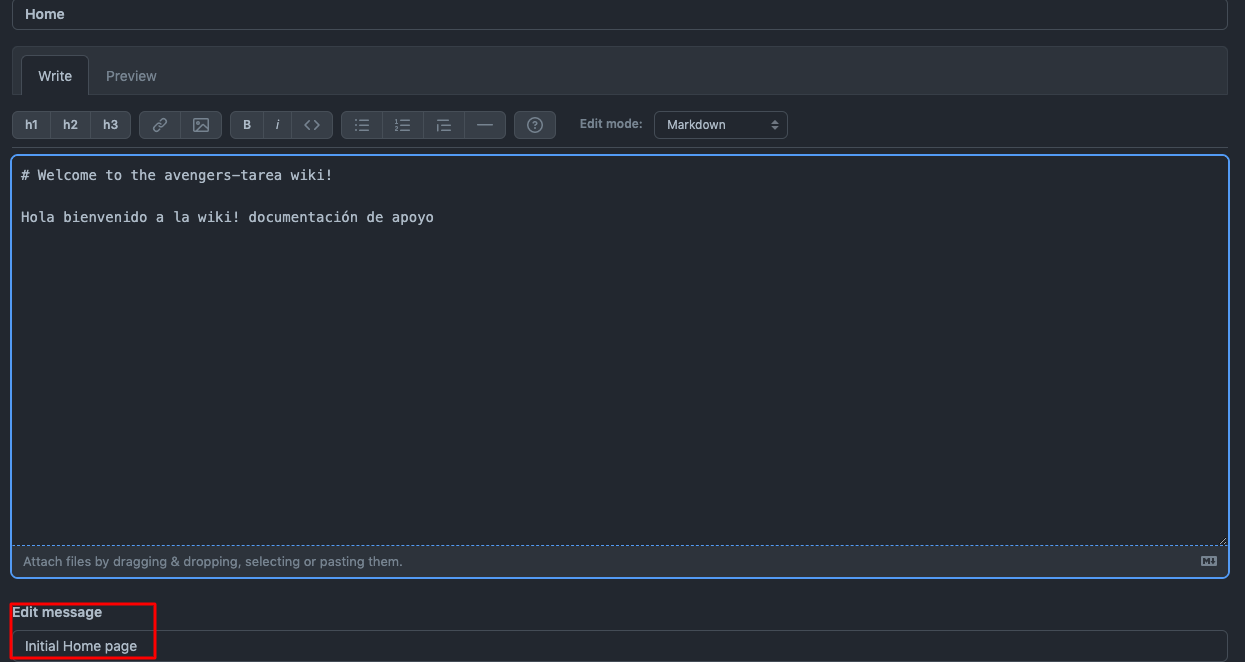 Home
Write Preview
h1 h2 h3 B i <> Edit mode: Markdown
# Welcome to the avengers-tarea wiki!
Hola bienvenido a la wiki! documentación de apoyo
Attach files by dragging & dropping, selecting or pasting them.
Edit message
Initial Home page